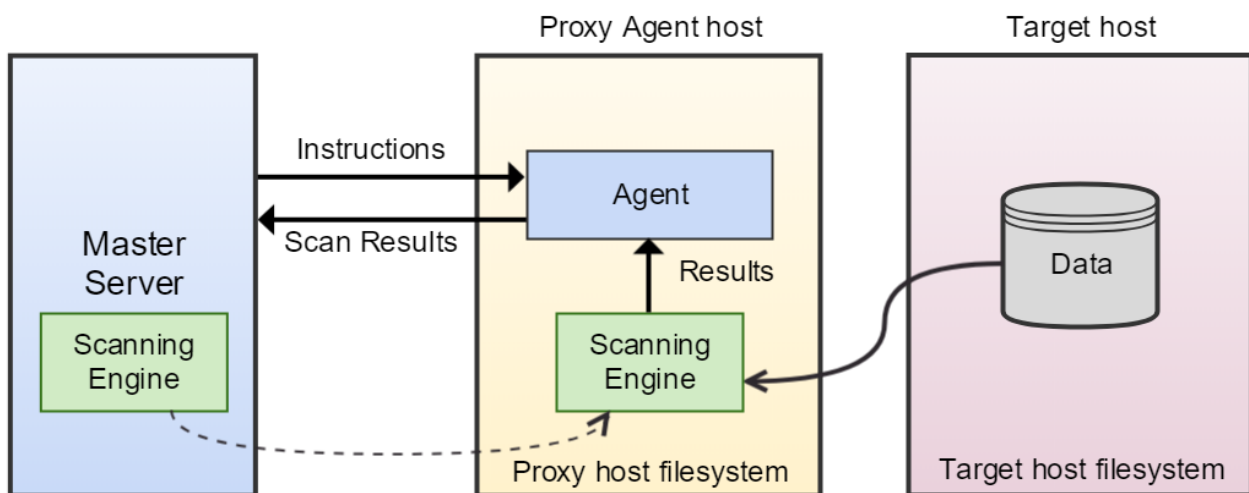 Proxy Agent host
Target host
Instructions
Agent
Scan Results
Master
Server
Results
Data
Scanning
Engine
Scanning
Engine
Proxy host filesystem
Target host filesystem